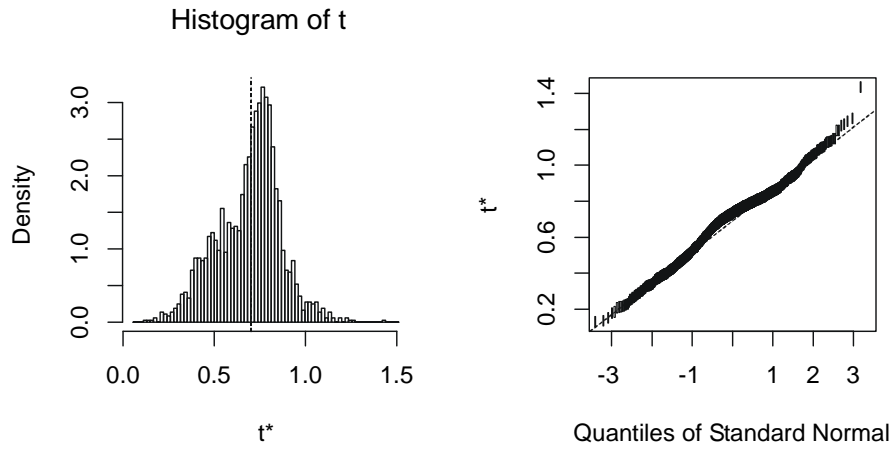 Histogram of t
Density
0.0 1.0 2.0 3.0
0.0 0.5 1.0 1.5
t*
t*
0.2 0.6 1.0 1.4
-3 -1 1 2 3
Quantiles of Standard Normal